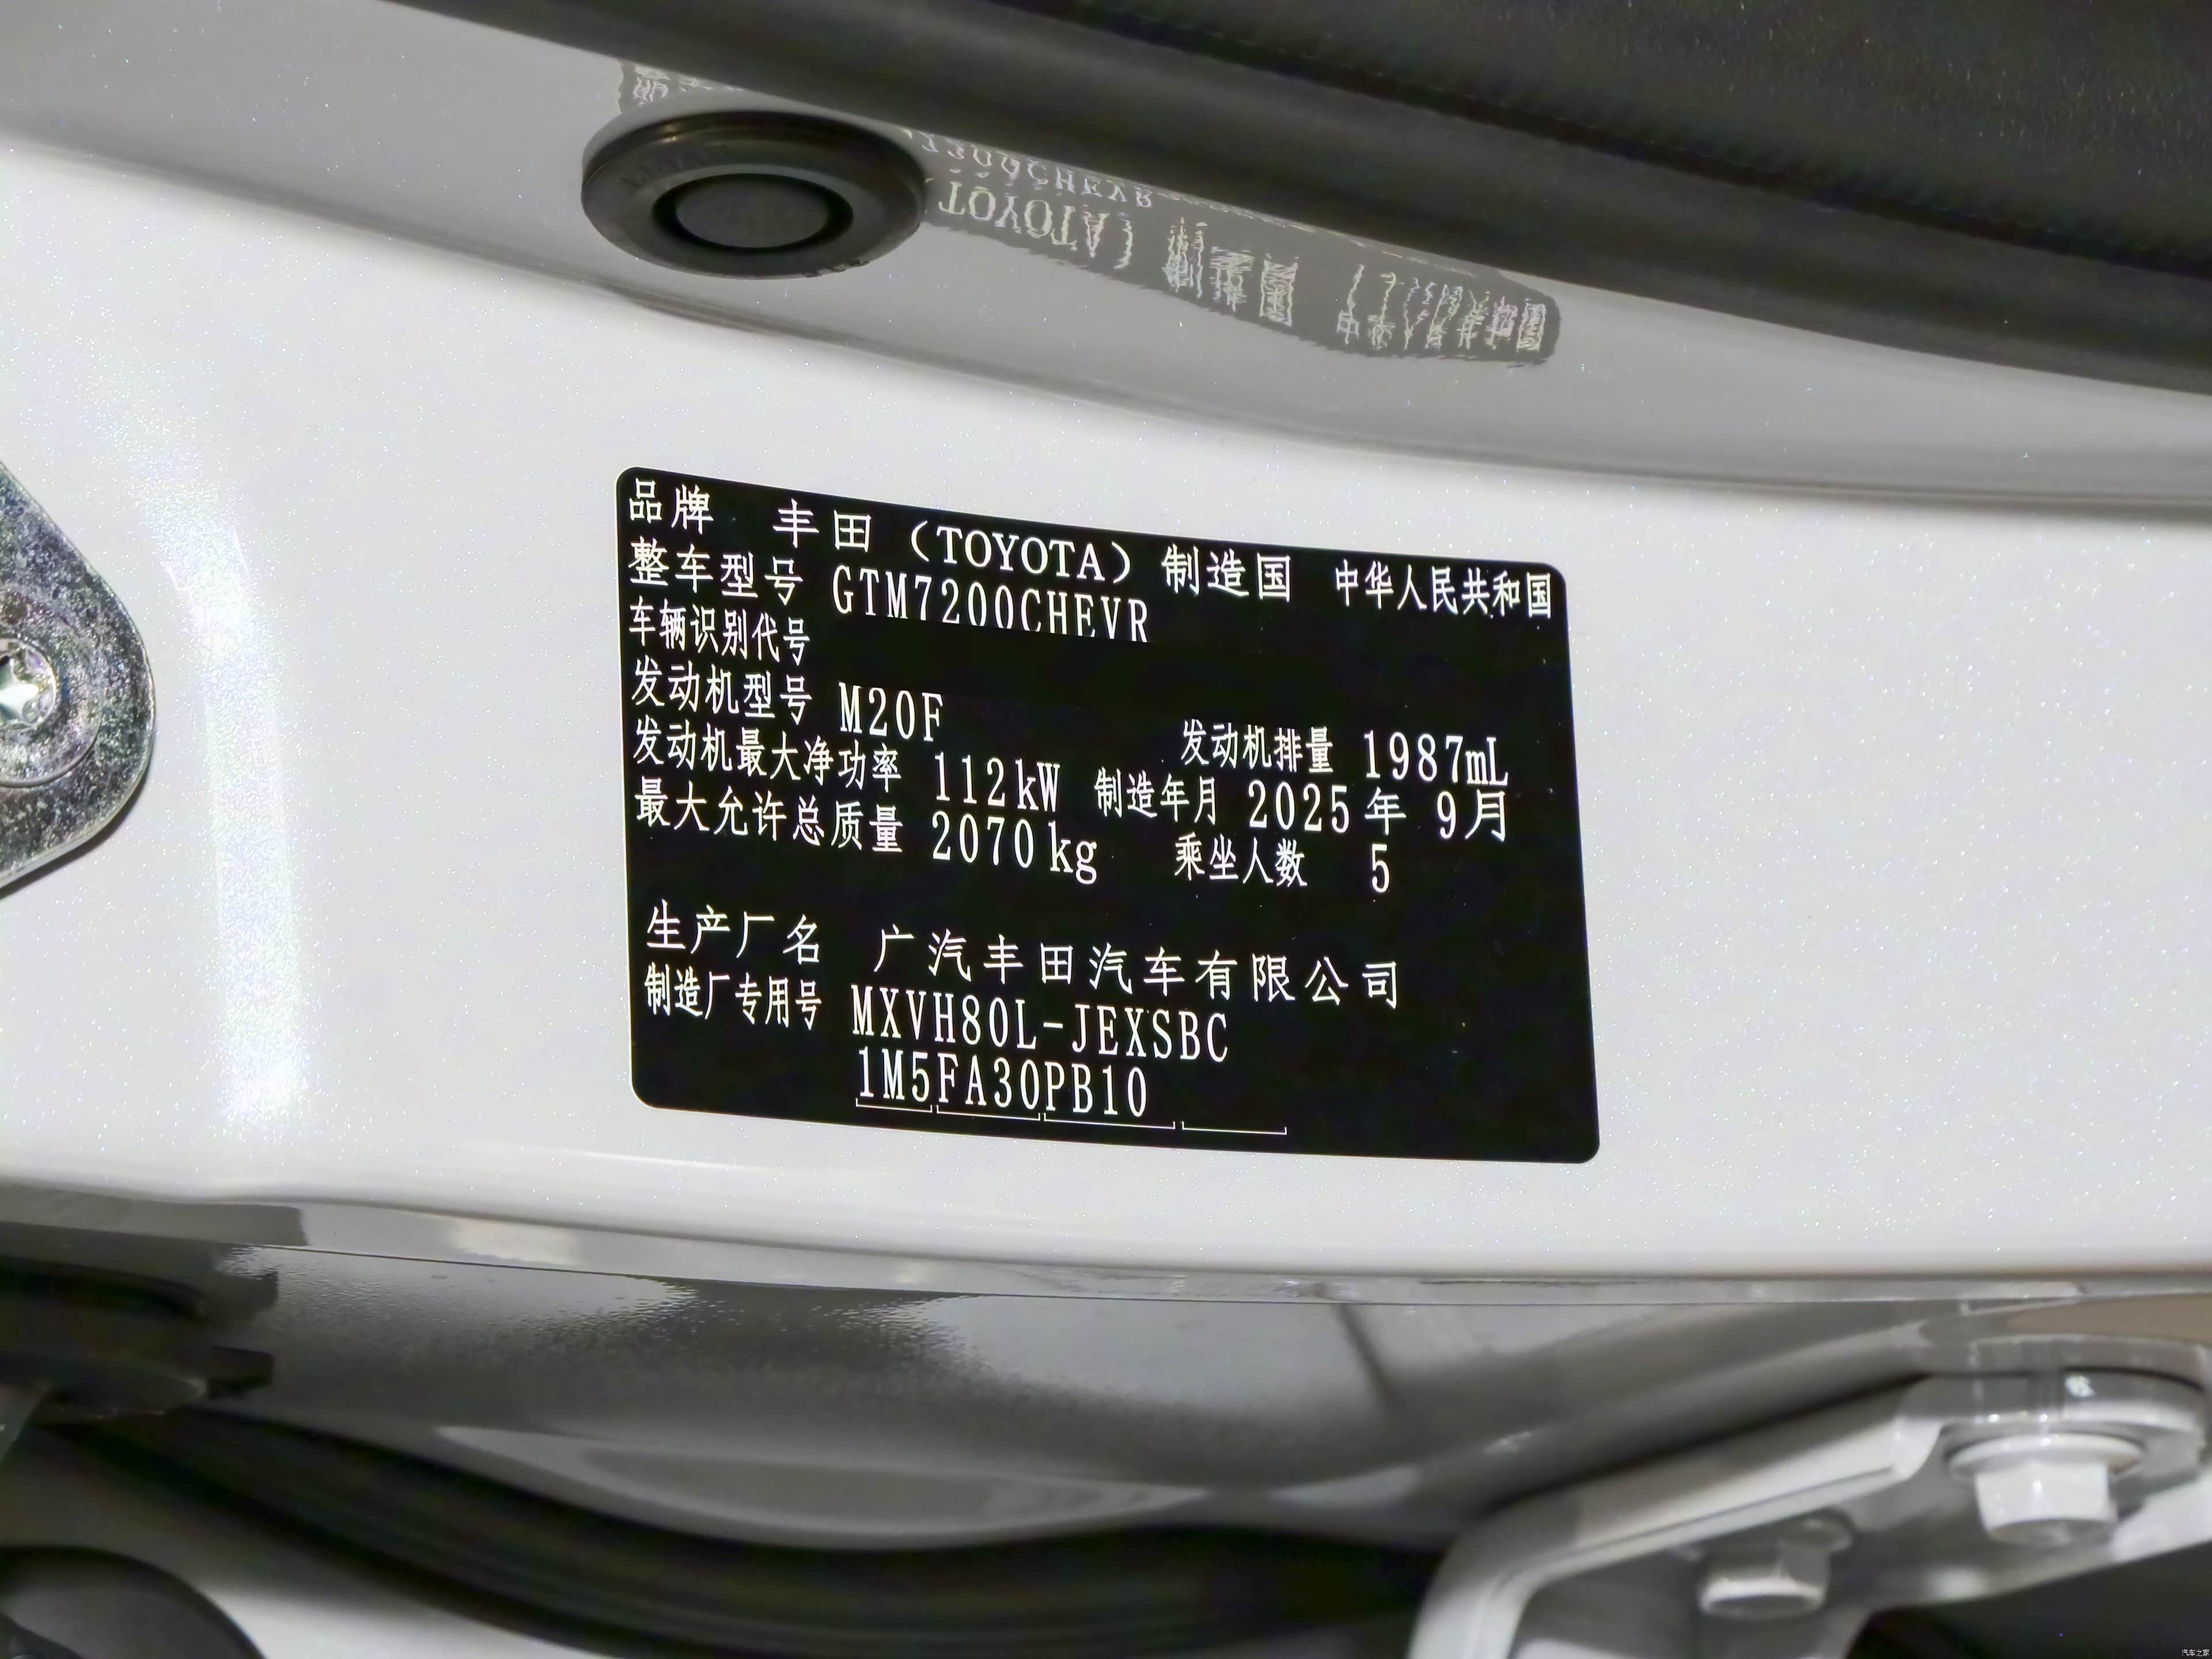 品牌 丰田（TOYOTA）制造国 中华人民共和国
整车型号 GTM7200CHEVR
车辆识别代号
发动机型号 M20F 发动机排量 1987mL
发动机最大净功率 112kW 制造年月 2025年 9月
最大允许总质量 2070kg 乘坐人数 5
生产厂名 广汽丰田汽车有限公司
制造厂专用号 MXVH80L-JEXSBC
1M5FA30PB10
汽车之家